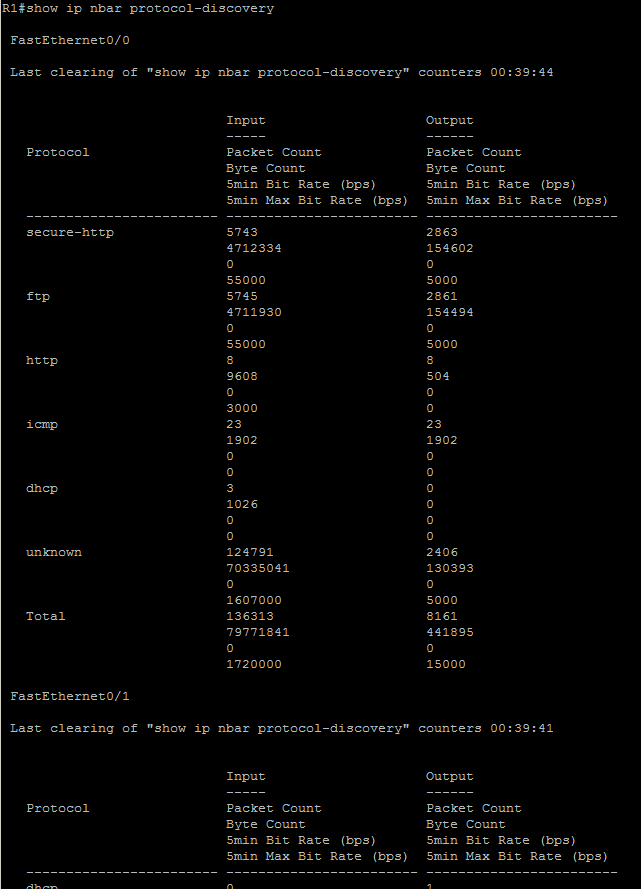 R1#show ip nbar protocol-discovery
FastEthernet0/0
Last clearing of "show ip nbar protocol-discovery" counters 00:39:44
Input Output
----- ------
Protocol Packet Count Packet Count
Byte Count Byte Count
5min Bit Rate (bps) 5min Bit Rate (bps)
5min Max Bit Rate (bps) 5min Max Bit Rate (bps)
------------------------ ------------------------ ------------------------
secure-http 5743 2863
4712334 154602
0 0
55000 5000
ftp 5745 2861
4711930 154494
0 0
55000 5000
http 8 8
9608 504
0 0
3000 0
icmp 23 23
1902 1902
0 0
0 0
dhcp 3 0
1026 0
0 0
0 0
unknown 124791 2406
70335041 130393
0 0
1607000 5000
Total 136313 8161
79771841 441895
0 0
1720000 15000
FastEthernet0/1
Last clearing of "show ip nbar protocol-discovery" counters 00:39:41
Input Output
----- ------
Protocol Packet Count Packet Count
Byte Count Byte Count
5min Bit Rate (bps) 5min Bit Rate (bps)
5min Max Bit Rate (bps) 5min Max Bit Rate (bps)
------------------------ ------------------------ ------------------------
dhcp 0 1